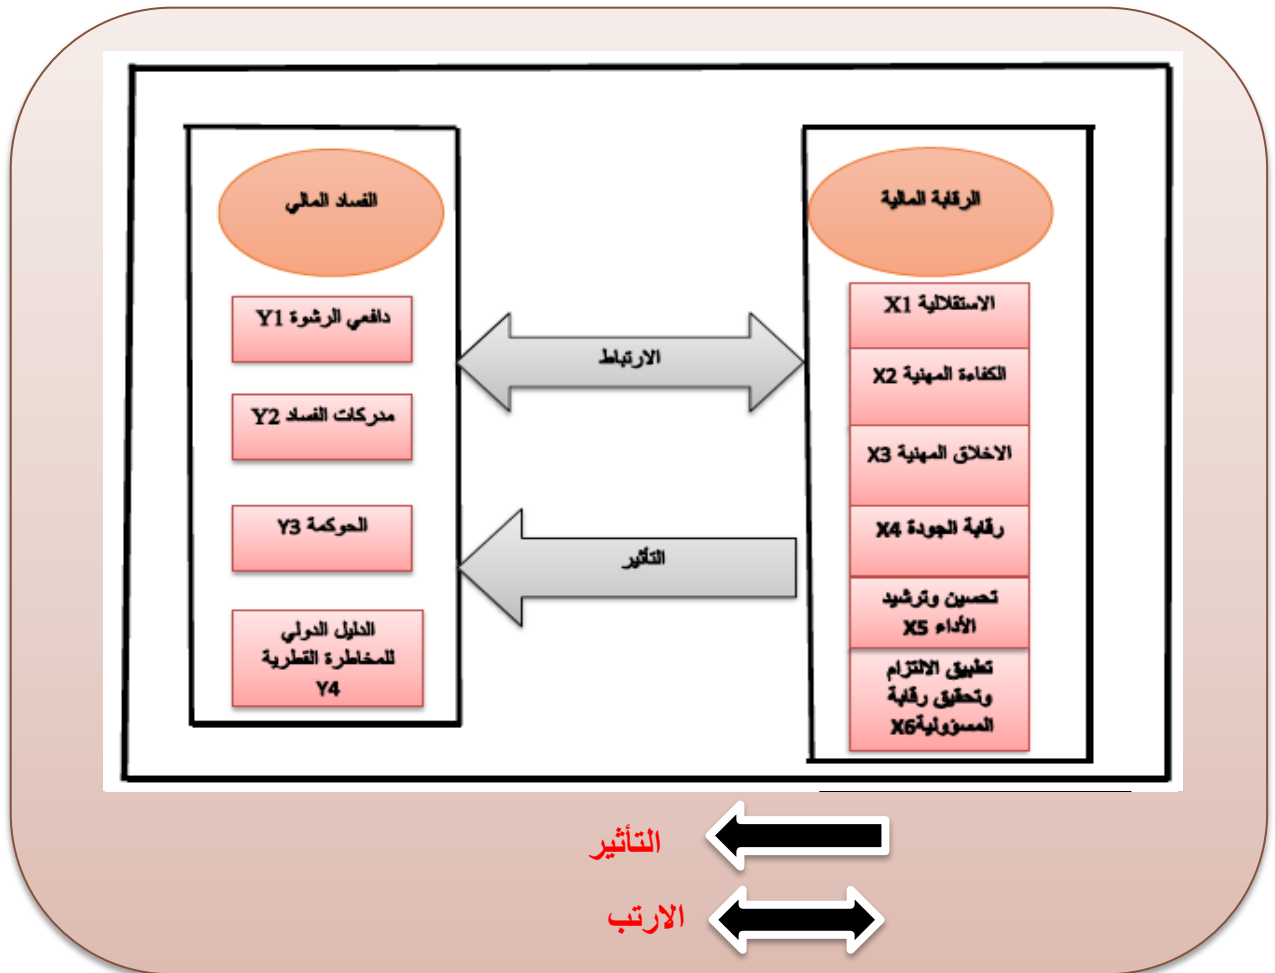 الرقابة المالية
الاستقلالية X1
الكفاءة المهنية X2
الاخلاق المهنية X3
رقابة الجودة X4
تحسين وترشيد
الأداء X5
تطبيق الالتزام
وتحقيق رقابة
المسؤولية X6
الارتباط
التأثير
الفساد المالي
دافعي الرشوة Y1
مدركات الفساد Y2
الحوكمة Y3
الدليل الدولي
للمخاطرة القطرية
Y4
التأثير
الارتب